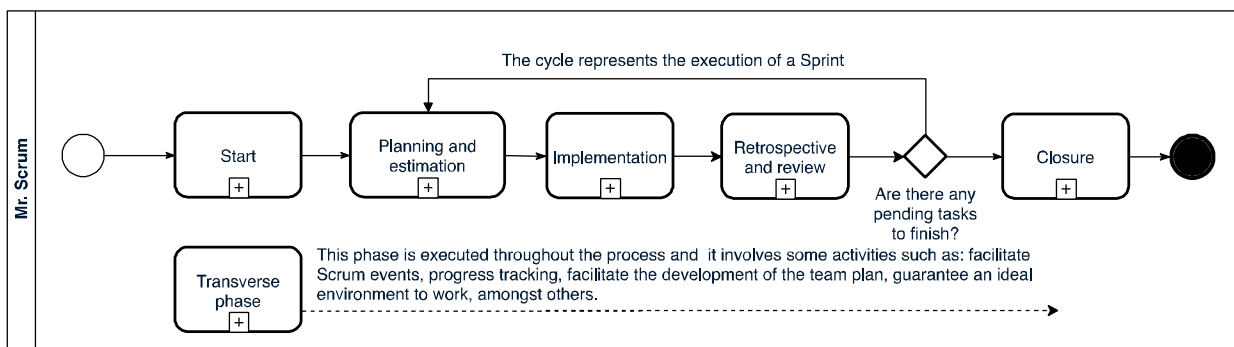 Mr. Scrum
The cycle represents the execution of a Sprint
Start
Planning and
estimation
Implementation
Retrospective
and review
Closure
Are there any
pending tasks
to finish?
Transverse
phase
This phase is executed throughout the process and it involves some activities such as: facilitate
Scrum events, progress tracking, facilitate the development of the team plan, guarantee an ideal
environment to work, amongst others.